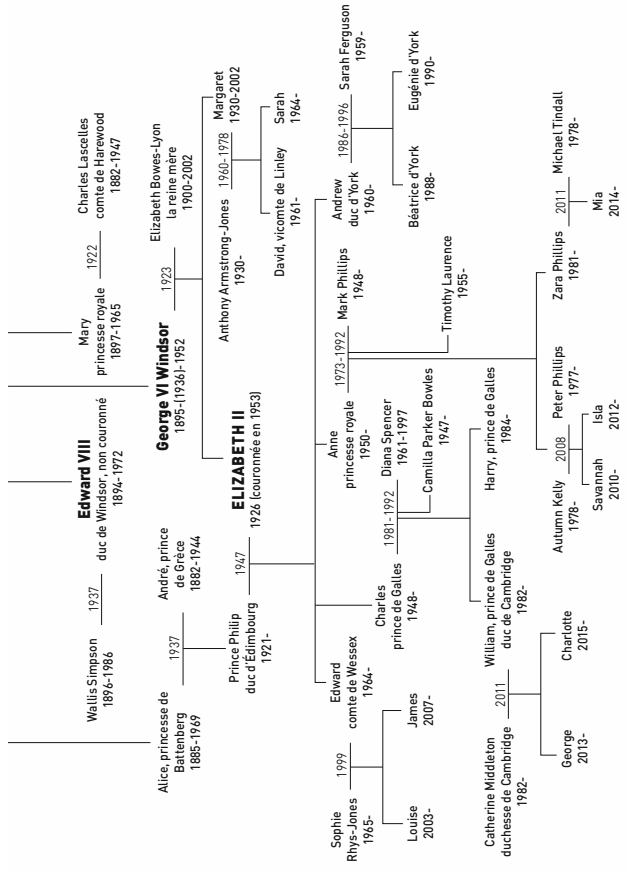 Wallis Simpson
1896-1986
1937
Edward VIII
duc de Windsor, non couronné
1894-1972
Mary
princesse royale
1897-1965
1922
Charles Lascelles
comte de Harewood
1882-1947
Alice, princesse de
Battenberg
1885-1969
1937
André, prince
de Grèce
1882-1944
George VI Windsor
1895-(1936)-1952
1923
Elizabeth Bowes-Lyon
la reine mère
1900-2002
Prince Philip
duc d'Édimbourg
1921-
1947
ELIZABETH II
1926 (couronnée en 1953)
Anthony Armstrong-Jones
1930-
1960-1978
Margaret
1930-2002
David, vicomte de Linley
1961-
Sarah
1964-
Sophie
Rhys-Jones
1965-
1999
Edward
comte de Wessex
1964-
Charles
prince de Galles
1948-
1981-1992
Diana Spencer
1961-1997
Camilla Parker Bowles
1947-
Anne
princesse royale
1950-
1973-1992
Mark Phillips
1948-
Timothy Laurence
1955-
Andrew
duc d'York
1960-
1986-1996
Sarah Ferguson
1959-
Louise
2003-
James
2007-
Béatrice d'York
1988-
Eugénie d'York
1990-
Catherine Middleton
duchesse de Cambridge
1982-
2011
William, prince de Galles
duc de Cambridge
1982-
Harry, prince de Galles
1984-
Autumn Kelly
1978-
2008
Peter Phillips
1977-
Zara Phillips
1981-
2011
Michael Tindall
1978-
George
2013-
Charlotte
2015-
Savannah
2010-
Isla
2012-
Mia
2014-